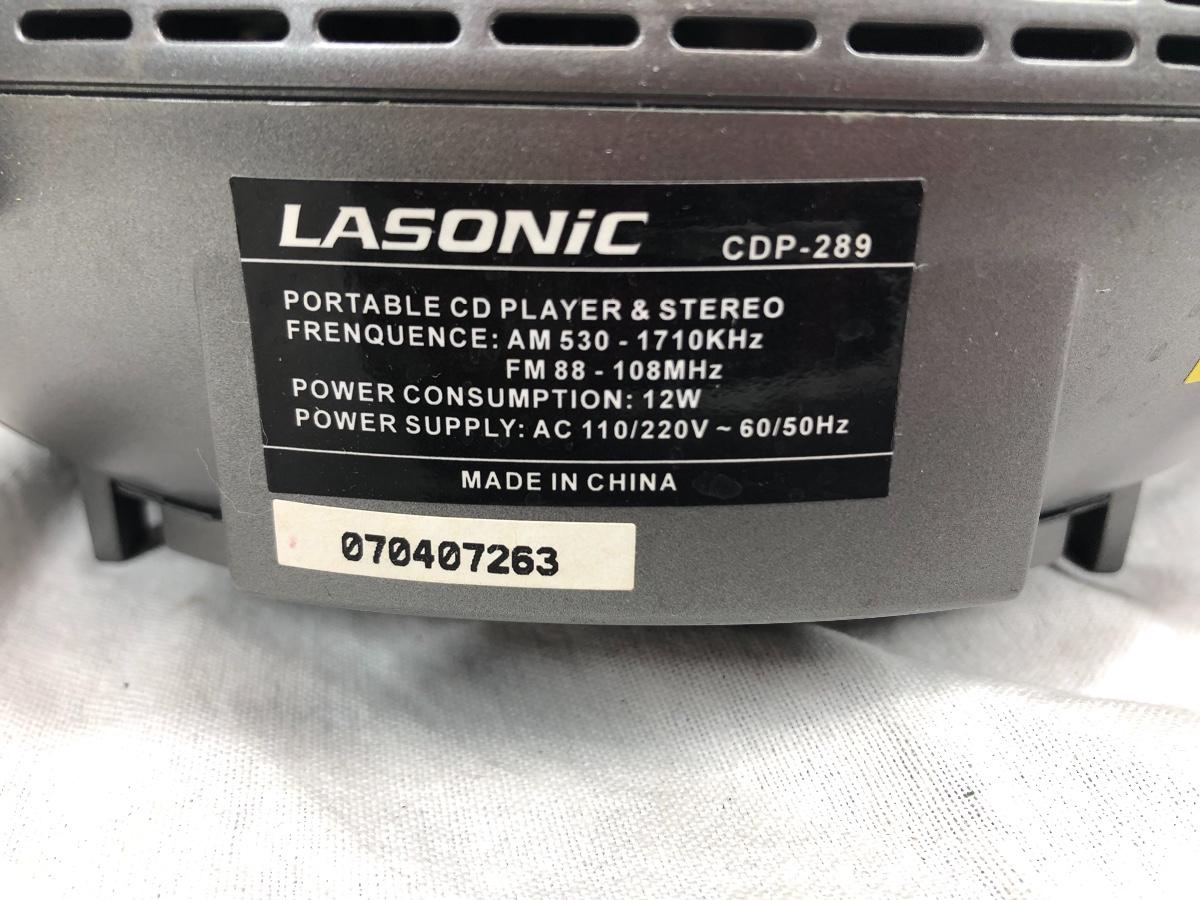 LASONiC CDP-289
PORTABLE CD PLAYER & STEREO
FRENQUENCE: AM 530 - 1710KHz
FM 88 - 108MHz
POWER CONSUMPTION: 12W
POWER SUPPLY: AC 110/220V ~ 60/50Hz
MADE IN CHINA
070407263